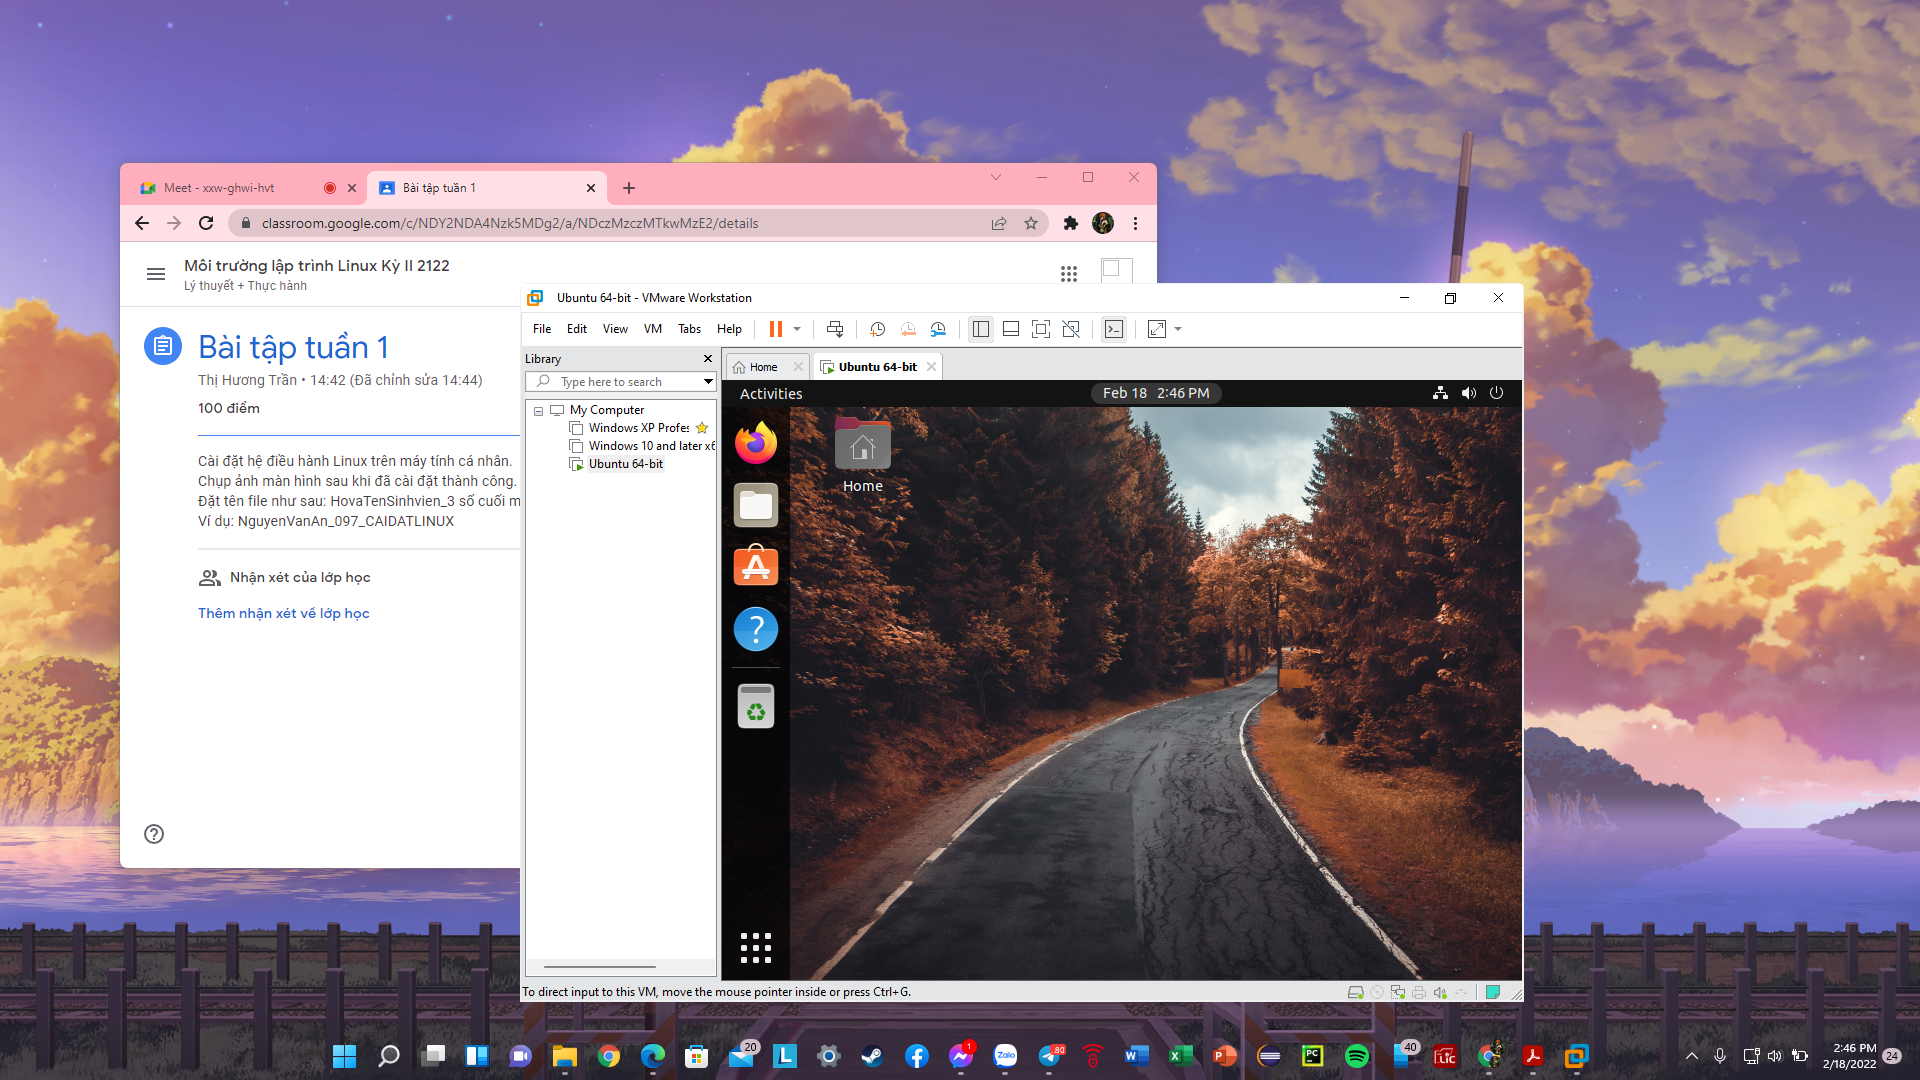 Meet - xxw-ghwi-hvt
Bài tập tuần 1
classroom.google.com/c/NDY2NDA4Nzk5MDg2/a/NDczMzczMTkwMzE2/details
Môi trường lập trình Linux Kỳ II 2122
Lý thuyết + Thực hành
Bài tập tuần 1
Thị Hương Trần • 14:42 (Đã chỉnh sửa 14:44)
100 điểm
Cài đặt hệ điều hành Linux trên máy tính cá nhân.
Chụp ảnh màn hình sau khi đã cài đặt thành công.
Đặt tên file như sau: HovaTenSinhvien_3 số cuối m
Ví dụ: NguyenVanAn_097_CAIDATLINUX
Nhận xét của lớp học
Thêm nhận xét về lớp học
Ubuntu 64-bit - VMware Workstation
File Edit View VM Tabs Help
Library
Type here to search
My Computer
Windows XP Profes
Windows 10 and later x6
Ubuntu 64-bit
Home
Ubuntu 64-bit
Activities
Feb 18 2:46 PM
Home
To direct input to this VM, move the mouse pointer inside or press Ctrl+G.
20
L
1
Zalo
80
W
X
P
PC
40
Lic
2:46 PM
2/18/2022
24